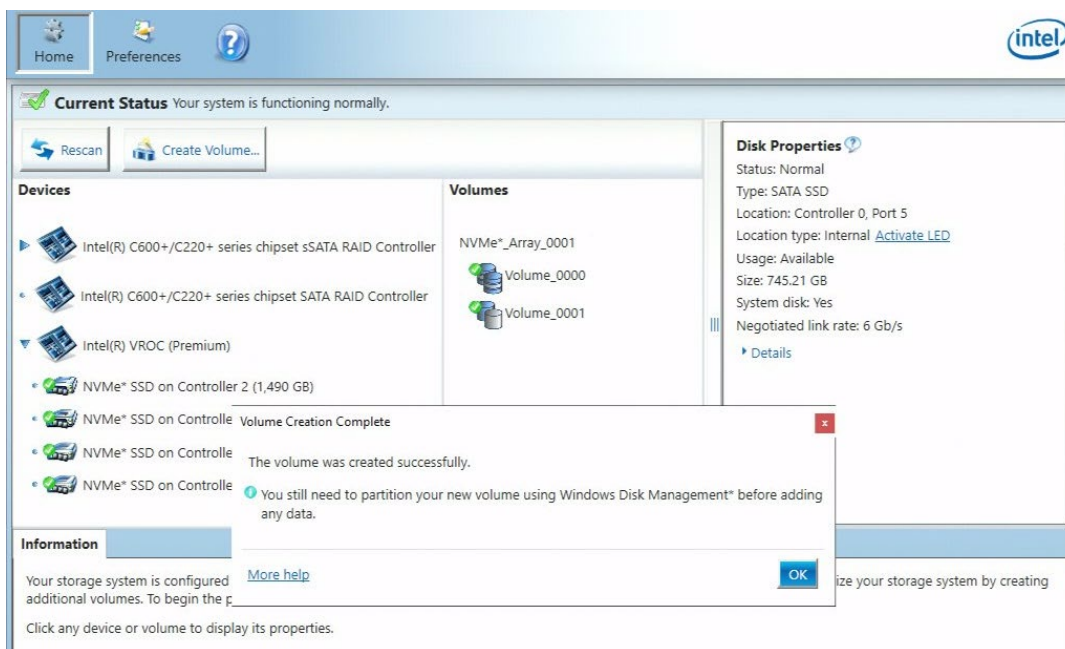 Home
Preferences
?
intel
Current Status Your system is functioning normally.
Rescan
Create Volume...
Devices
Intel(R) C600+/C220+ series chipset sSATA RAID Controller
Intel(R) C600+/C220+ series chipset SATA RAID Controller
Intel(R) VROC (Premium)
NVMe* SSD on Controller 2 (1,490 GB)
NVMe* SSD on Controlle
NVMe* SSD on Controlle
NVMe* SSD on Controlle
Volumes
NVMe*_Array_0001
Volume_0000
Volume_0001
Disk Properties ?
Status: Normal
Type: SATA SSD
Location: Controller 0, Port 5
Location type: Internal Activate LED
Usage: Available
Size: 745.21 GB
System disk: Yes
Negotiated link rate: 6 Gb/s
Details
Volume Creation Complete
x
The volume was created successfully.
You still need to partition your new volume using Windows Disk Management* before adding
any data.
More help
OK
Information
Your storage system is configured
ize your storage system by creating
additional volumes. To begin the p
Click any device or volume to display its properties.